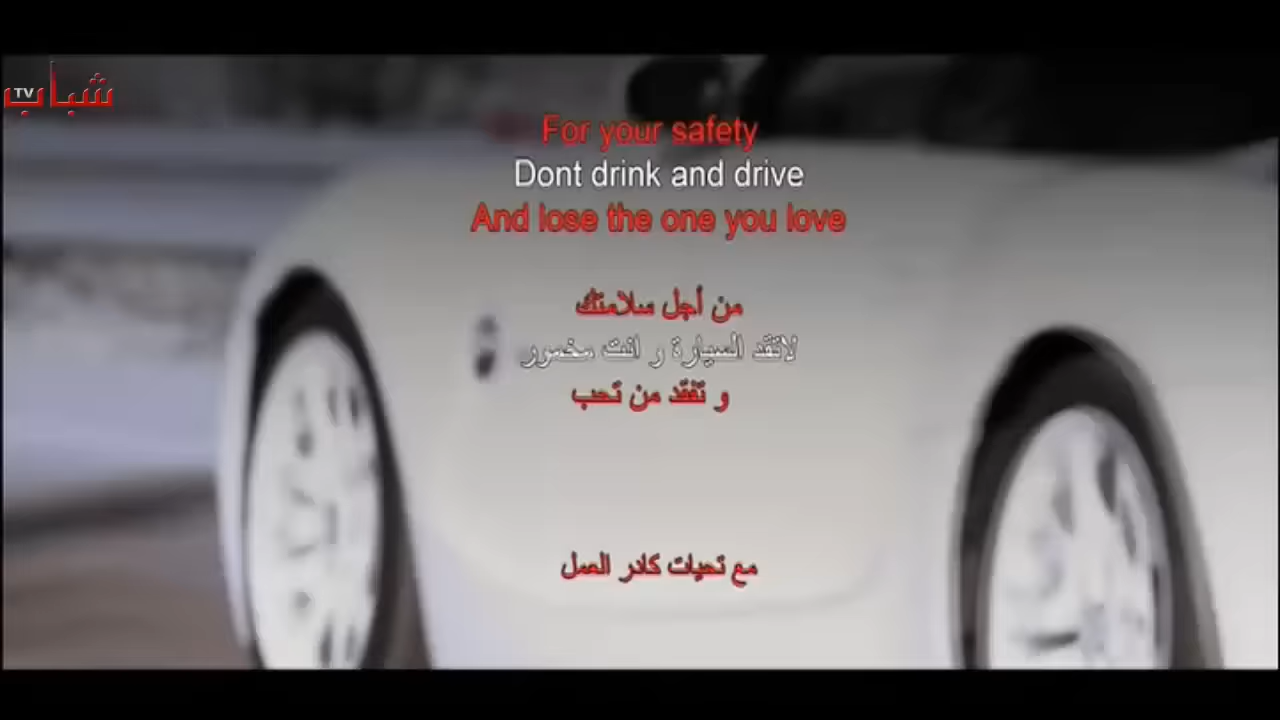 شباب TV
For your safety
Dont drink and drive
And lose the one you love
من أجل سلامتك
لاتقد السيارة و انت مخمور
و تفقد من تحب
مع تحيات كادر العمل